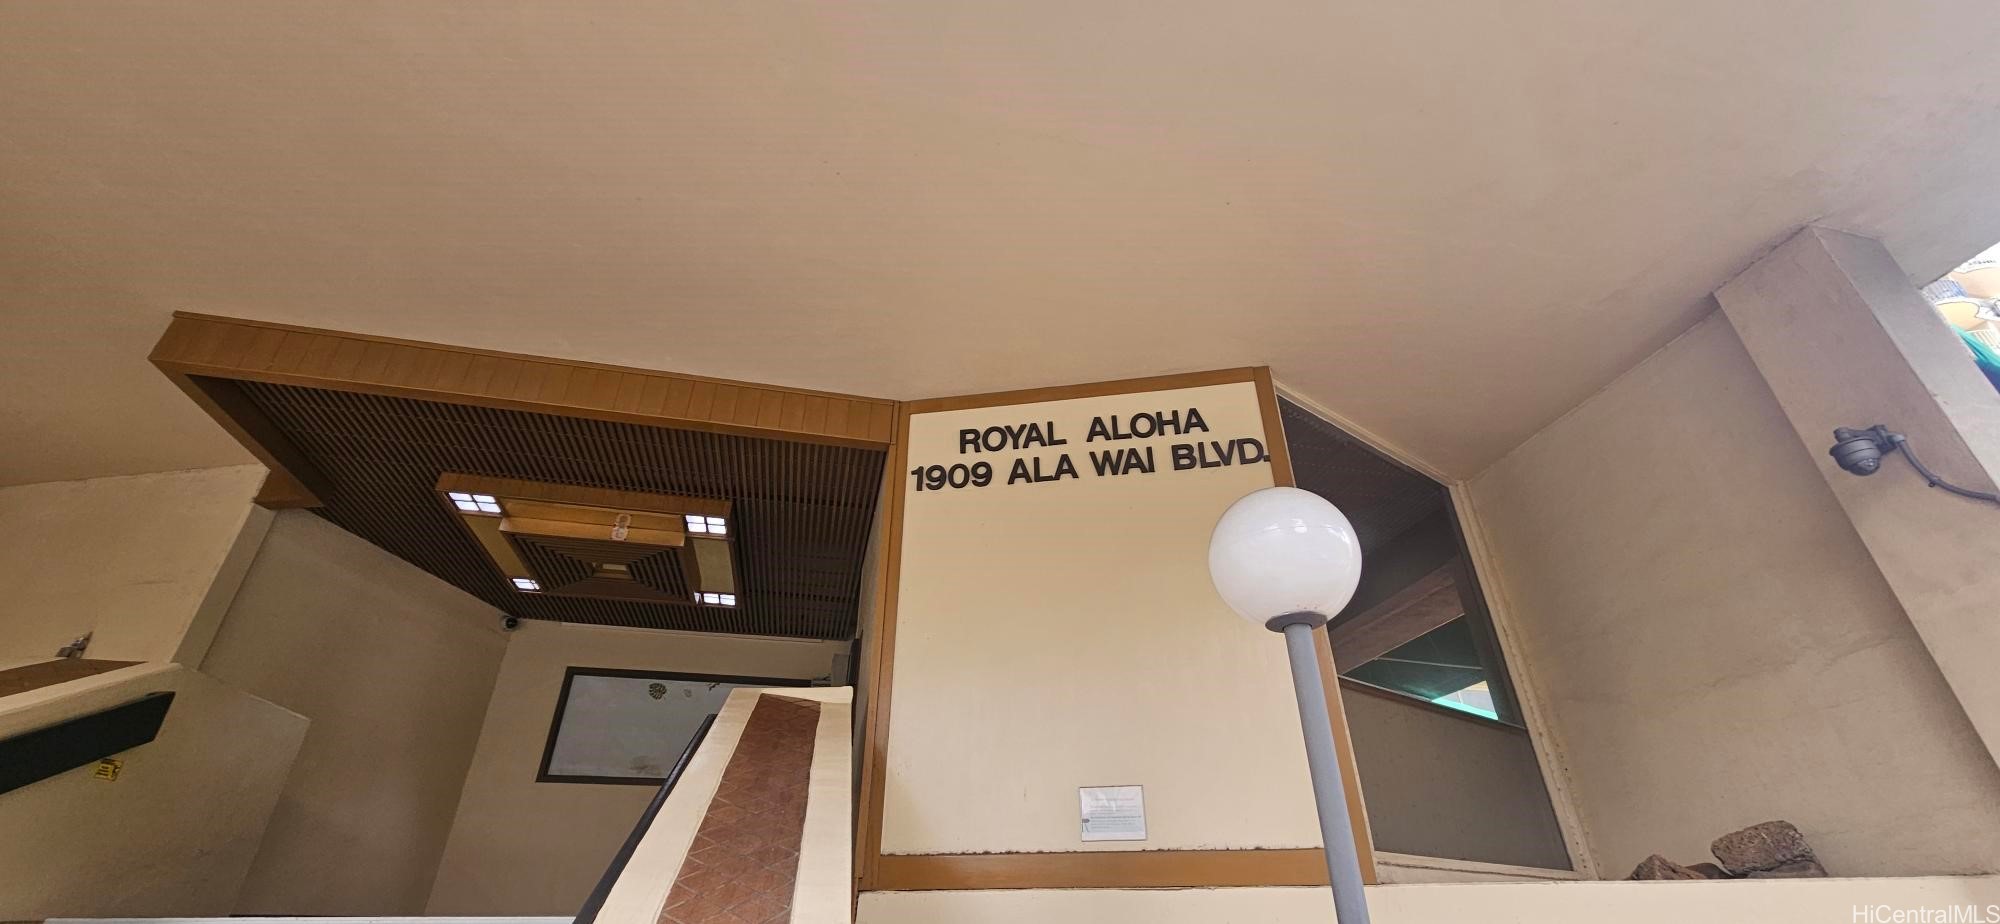 ROYAL ALOHA
1909 ALA WAI BLVD.
HiCentralMLS